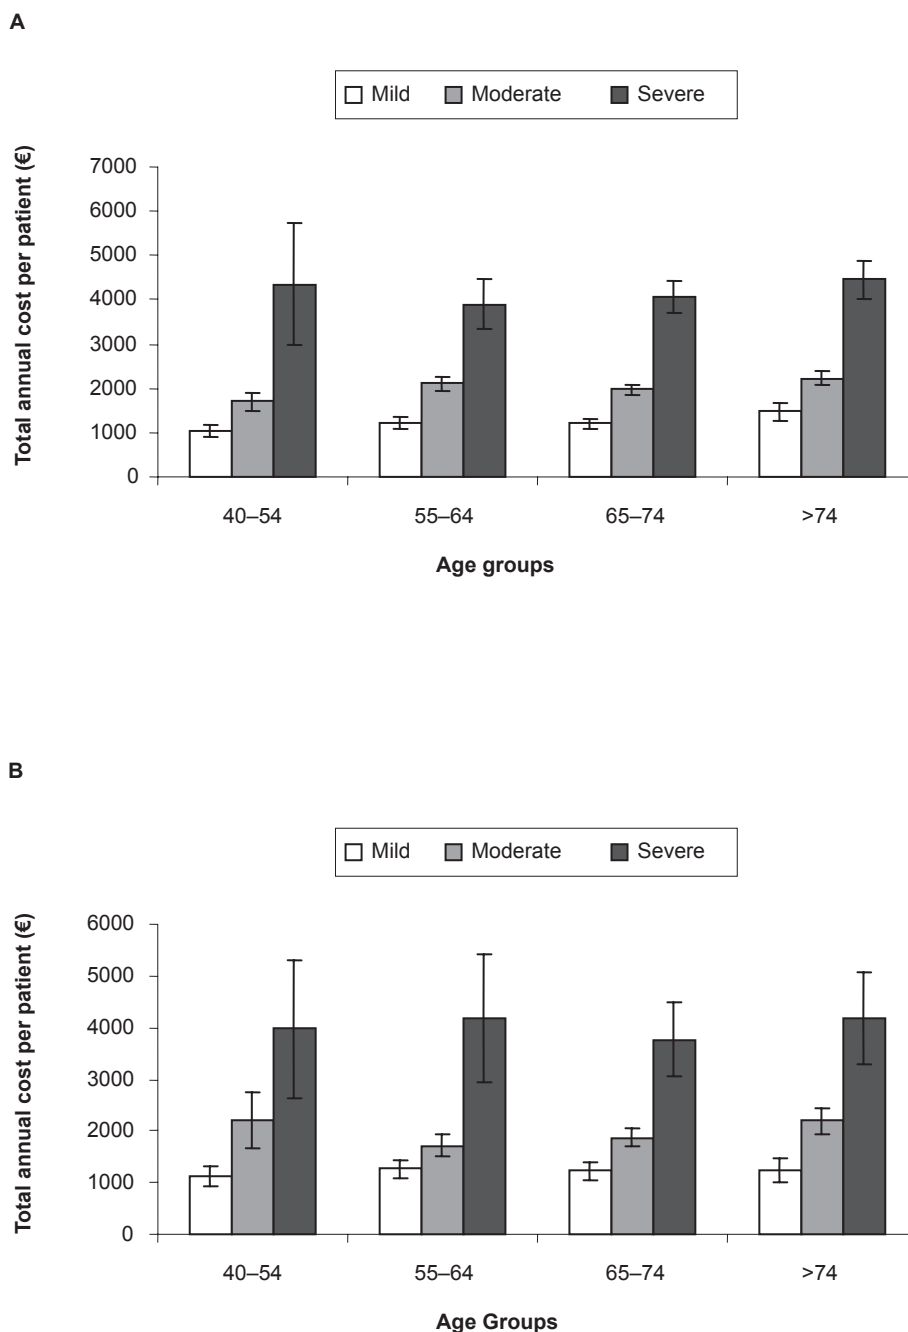 A
Mild Moderate Severe
Total annual cost per patient (€)
7000
6000
5000
4000
3000
2000
1000
0
40–54 55–64 65–74 >74
Age groups
B
Mild Moderate Severe
Total annual cost per patient (€)
6000
5000
4000
3000
2000
1000
0
40–54 55–64 65–74 >74
Age Groups